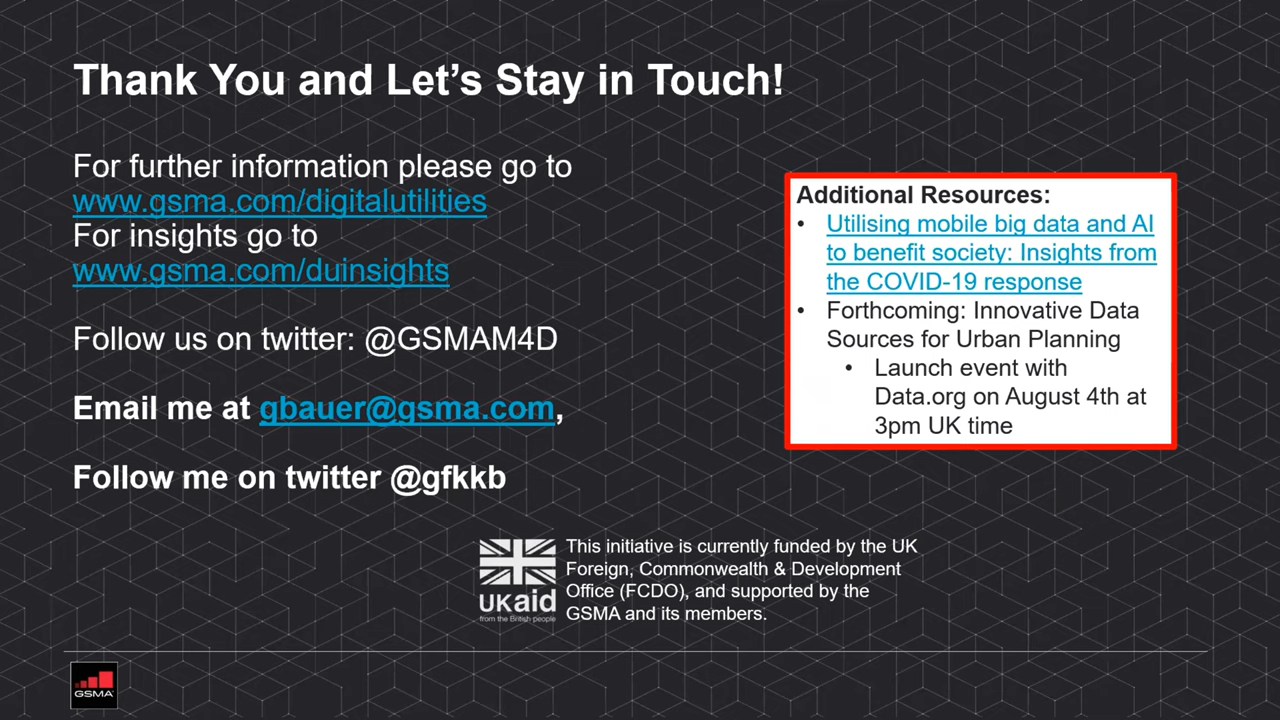 Thank You and Let's Stay in Touch!
For further information please go to
www.gsma.com/digitalutilities
For insights go to
www.gsma.com/duinsights
Follow us on twitter: @GSMAM4D
Email me at gbauer@gsma.com,
Follow me on twitter @gfkkb
Additional Resources:
• Utilising mobile big data and AI
to benefit society: Insights from
the COVID-19 response
• Forthcoming: Innovative Data
Sources for Urban Planning
• Launch event with
Data.org on August 4th at
3pm UK time
UKaid
from the British people
This initiative is currently funded by the UK
Foreign, Commonwealth & Development
Office (FCDO), and supported by the
GSMA and its members.
GSMA